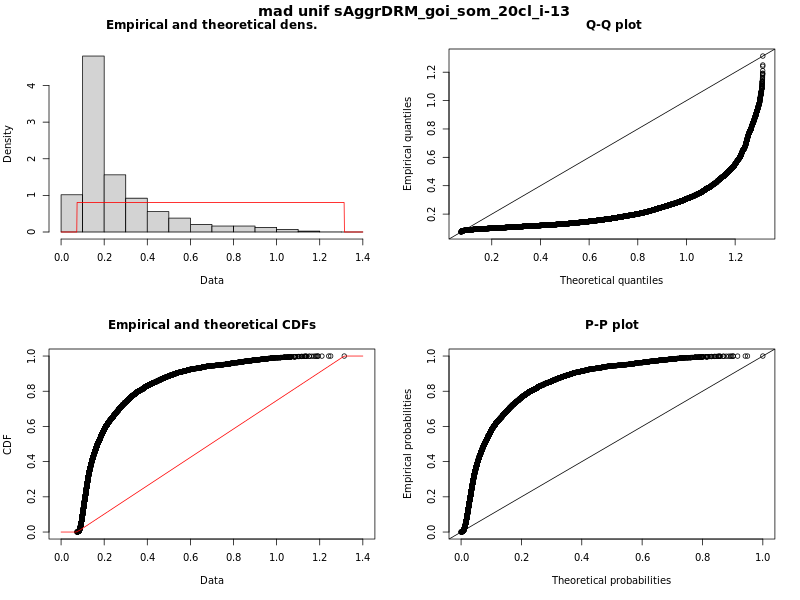 mad unif sAggrDRM_goi_som_20cl_i-13
Empirical and theoretical dens.
Density
0 1 2 3 4
0.0 0.2 0.4 0.6 0.8 1.0 1.2 1.4
Data
Q-Q plot
Empirical quantiles
0.2 0.4 0.6 0.8 1.0 1.2
0.2 0.4 0.6 0.8 1.0 1.2
Theoretical quantiles
Empirical and theoretical CDFs
CDF
0.0 0.2 0.4 0.6 0.8 1.0
0.0 0.2 0.4 0.6 0.8 1.0 1.2 1.4
Data
P-P plot
Empirical probabilities
0.0 0.2 0.4 0.6 0.8 1.0
0.0 0.2 0.4 0.6 0.8 1.0
Theoretical probabilities